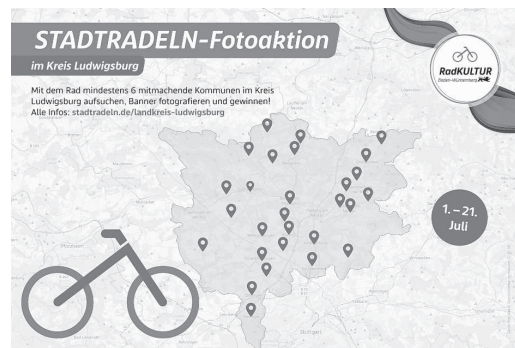 STADTRADELN-Fotoaktion
im Kreis Ludwigsburg
RadKULTUR
Baden-Württemberg
Mit dem Rad mindestens 6 mitmachende Kommunen im Kreis
Ludwigsburg aufsuchen, Banner fotografieren und gewinnen!
Alle Infos: stadtradeln.de/landkreis-ludwigsburg
1. – 21.
Juli
Stuttgart